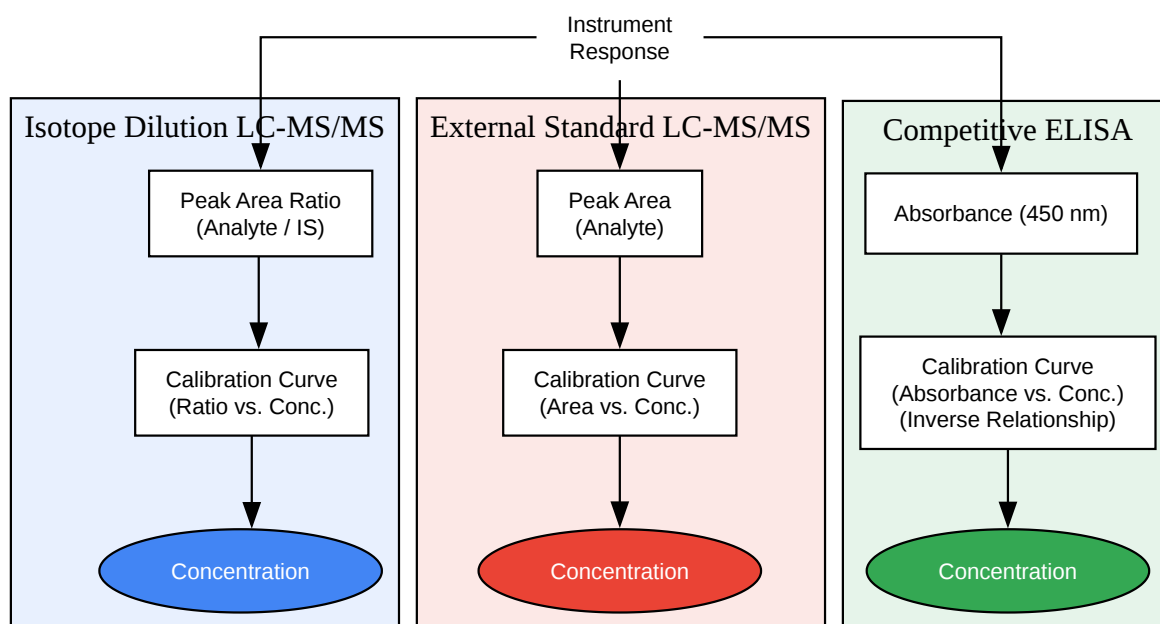 Instrument
Response
Isotope Dilution LC-MS/MS
External Standard LC-MS/MS
Competitive ELISA
Peak Area Ratio
(Analyte / IS)
Peak Area
(Analyte)
Absorbance (450 nm)
Calibration Curve
(Ratio vs. Conc.)
Calibration Curve
(Area vs. Conc.)
Calibration Curve
(Absorbance vs. Conc.)
(Inverse Relationship)
Concentration
Concentration
Concentration